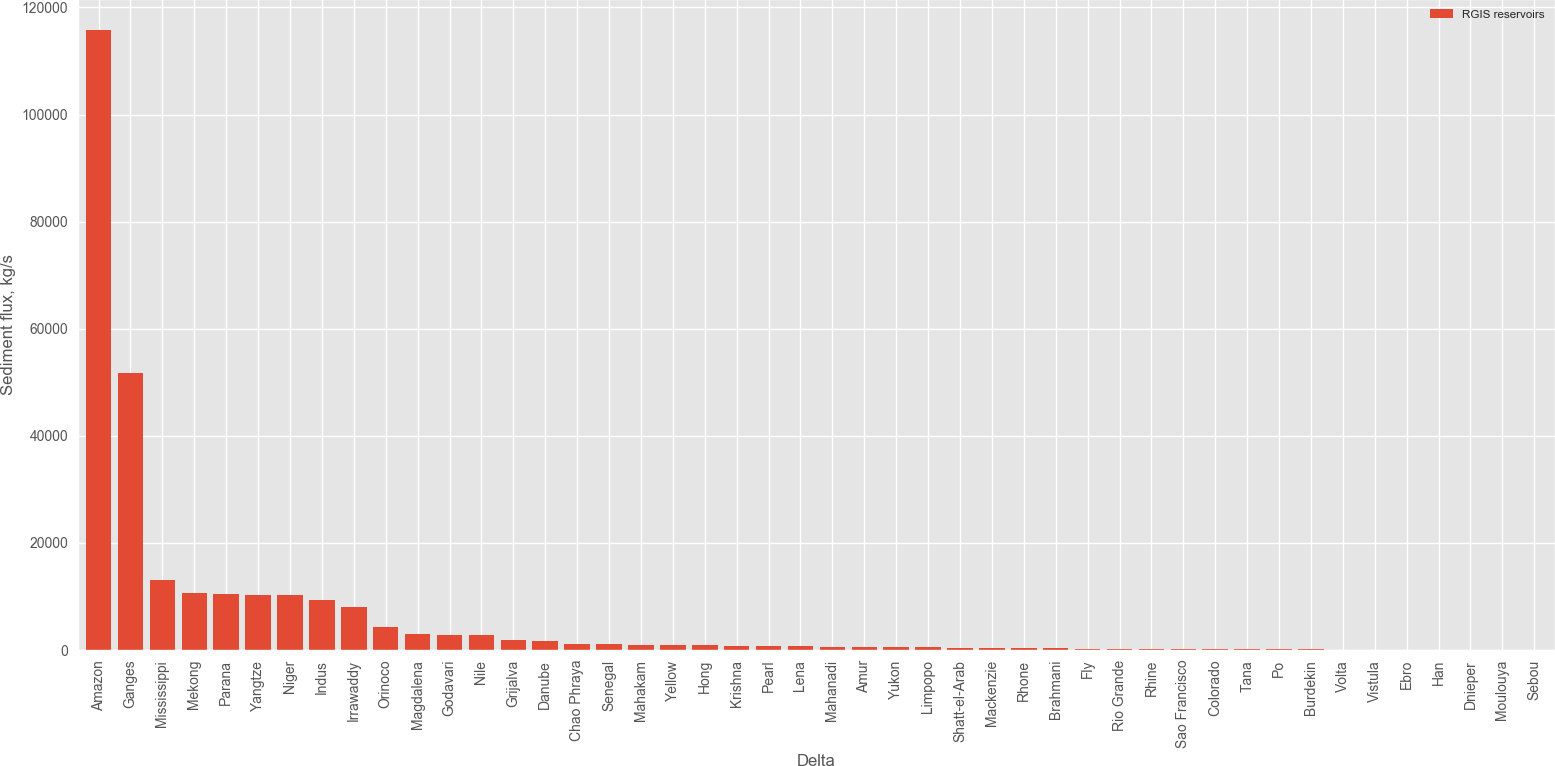 RGIS reservoirs
120000
100000
80000
60000
40000
20000
0
Sediment flux, kg/s
Amazon
Ganges
Mississippi
Mekong
Parana
Yangtze
Niger
Indus
Irrawaddy
Orinoco
Magdalena
Godavari
Nile
Grijalva
Danube
Chao Phraya
Senegal
Mahakam
Yellow
Hong
Krishna
Pearl
Lena
Mahanadi
Amur
Yukon
Limpopo
Shatt-el-Arab
Mackenzie
Rhone
Brahmani
Fly
Rio Grande
Rhine
Sao Francisco
Colorado
Tana
Po
Burdekin
Volta
Vistula
Ebro
Han
Dnieper
Moulouya
Sebou
Delta